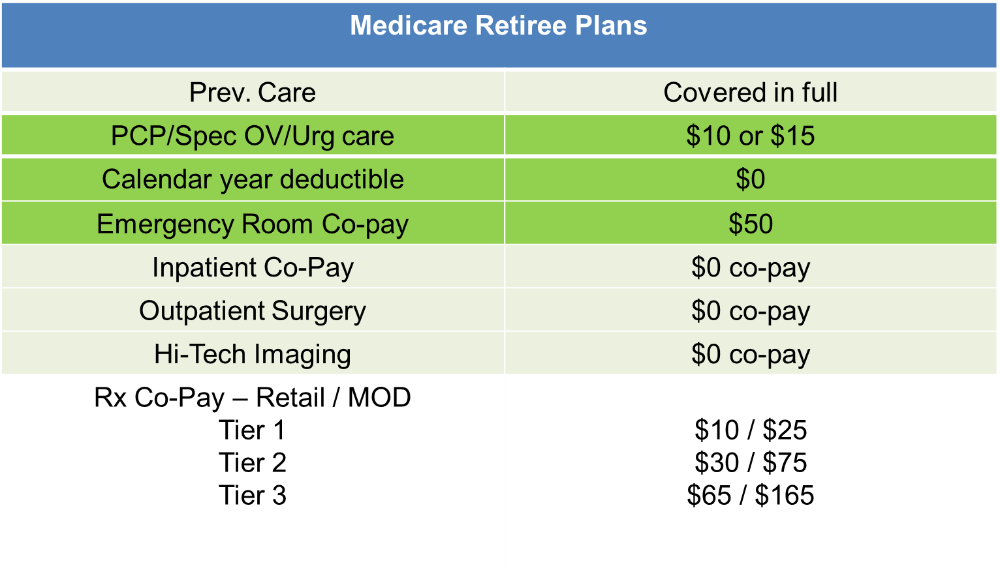 Medicare Retiree Plans
Prev. Care Covered in full
PCP/Spec OV/Urg care $10 or $15
Calendar year deductible $0
Emergency Room Co-pay $50
Inpatient Co-Pay $0 co-pay
Outpatient Surgery $0 co-pay
Hi-Tech Imaging $0 co-pay
Rx Co-Pay – Retail / MOD
Tier 1 $10 / $25
Tier 2 $30 / $75
Tier 3 $65 / $165